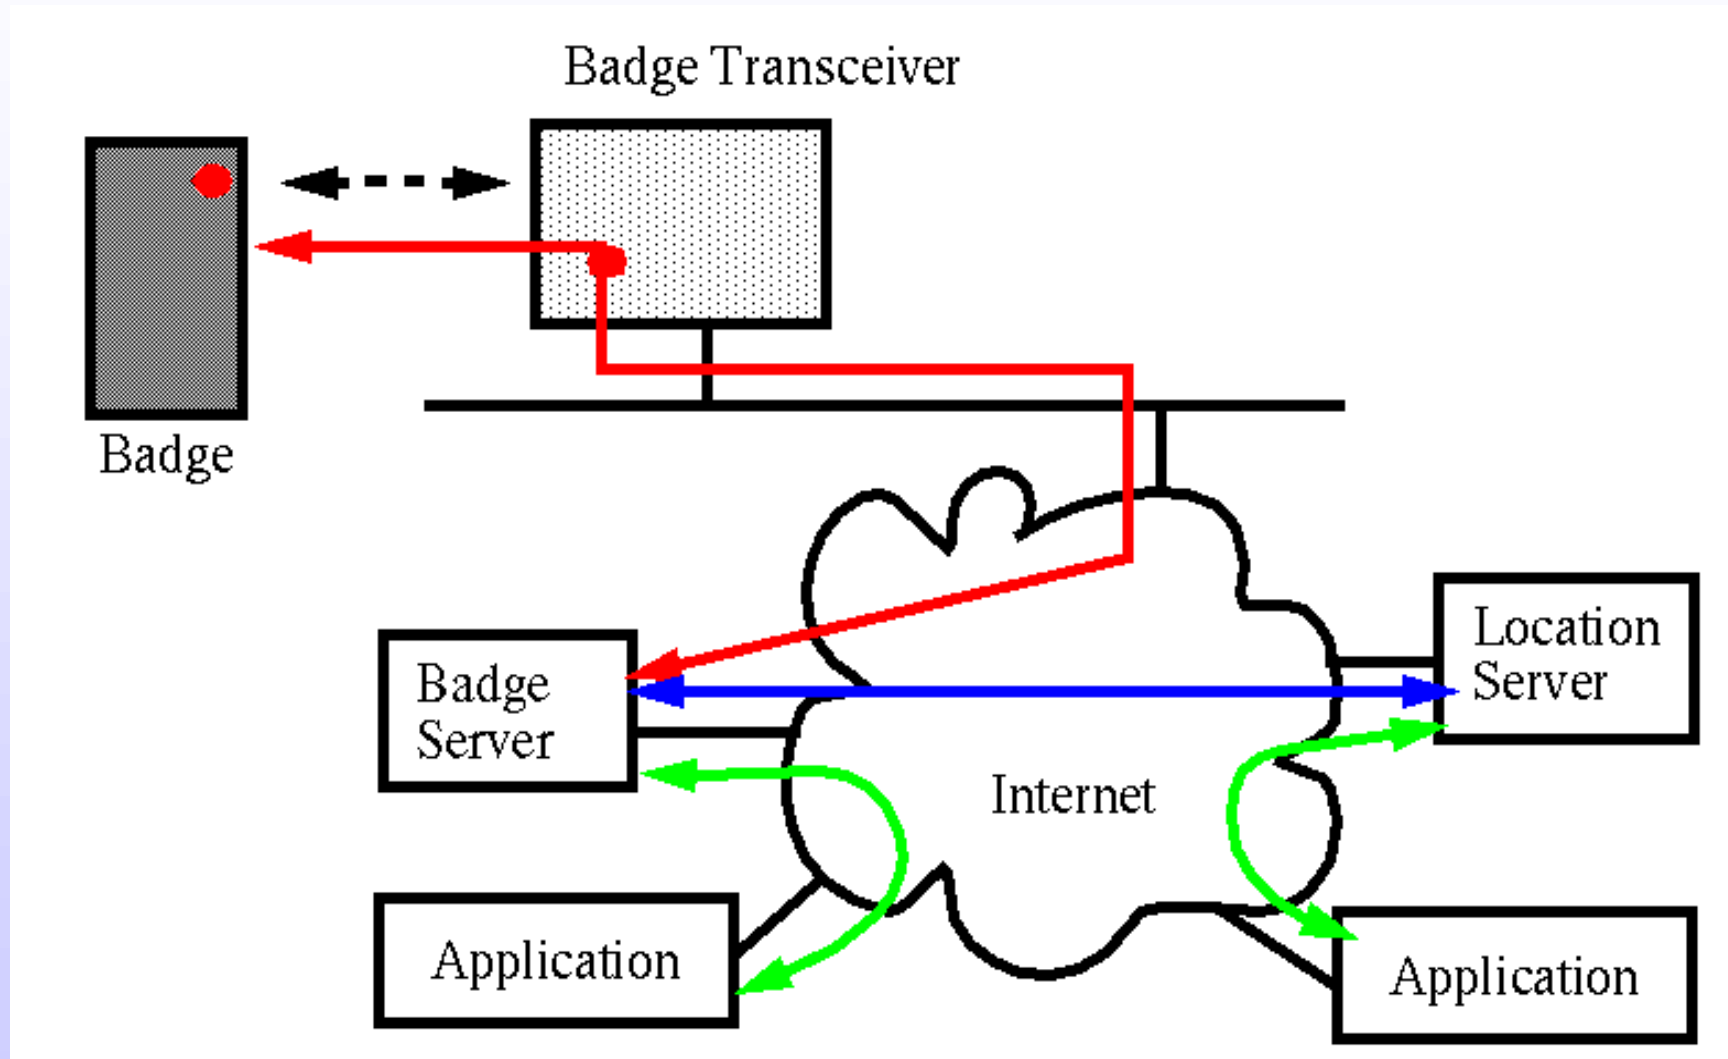 Badge Transceiver
Badge
Location
Server
Badge
Server
Internet
Application
Application